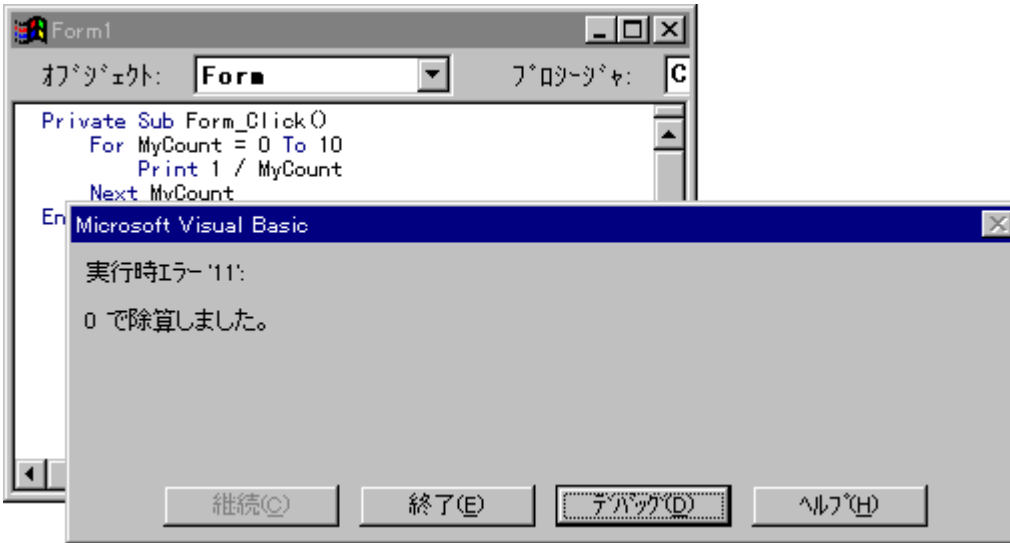 Form1
ｵﾌﾞｼﾞｪｸﾄ: Form ﾌﾟﾛｼｰｼﾞｬ: C
Private Sub Form_Click()
For MyCount = 0 To 10
Print 1 / MyCount
Next MyCount
En
Microsoft Visual Basic
実行時ｴﾗｰ '11':
0 で除算しました。
継続(C) 終了(E) ﾃﾞﾊﾞｯｸﾞ(D) ﾍﾙﾌﾟ(H)